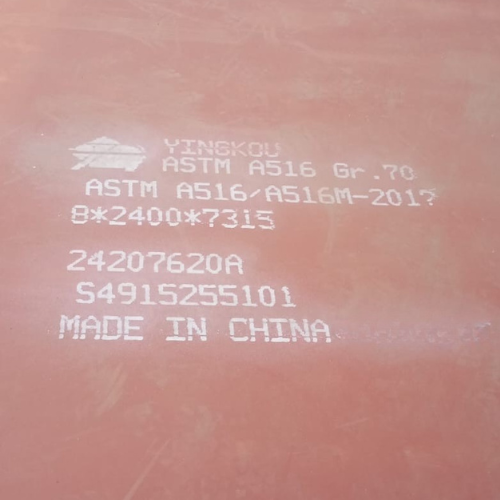 YINGKOU
ASTM A516 Gr.70
ASTM A516/A516M-2017
8*2400*7315
24207620A
S4915255101
MADE IN CHINA